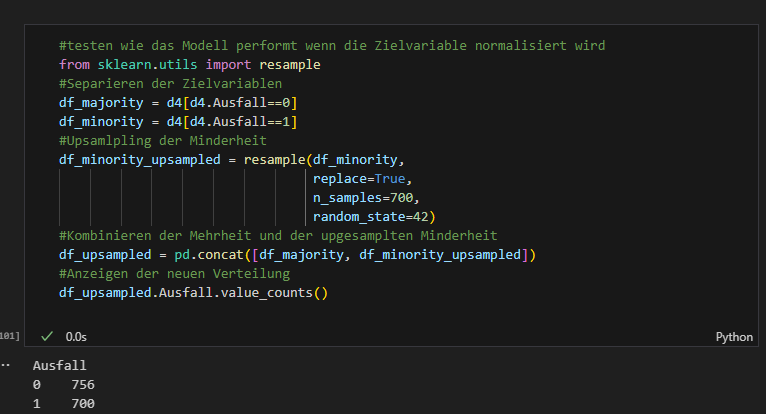 #testen wie das Modell performt wenn die Zielvariable normalisiert wird
from sklearn.utils import resample
#Separieren der Zielvariablen
df_majority = d4[d4.Ausfall==0]
df_minority = d4[d4.Ausfall==1]
#Upsamlpling der Minderheit
df_minority_upsampled = resample(df_minority,
replace=True,
n_samples=700,
random_state=42)
#Kombinieren der Mehrheit und der upgesamplten Minderheit
df_upsampled = pd.concat([df_majority, df_minority_upsampled])
#Anzeigen der neuen Verteilung
df_upsampled.Ausfall.value_counts()
101] ✓ 0.0s Python
Ausfall
0 756
1 700